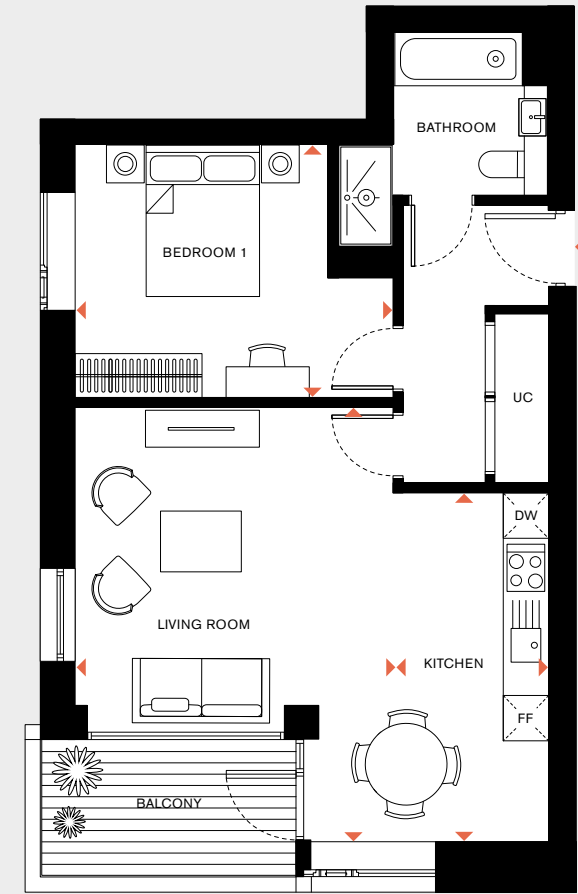 BATHROOM
BEDROOM 1
UC
DW
LIVING ROOM
KITCHEN
FF
BALCONY